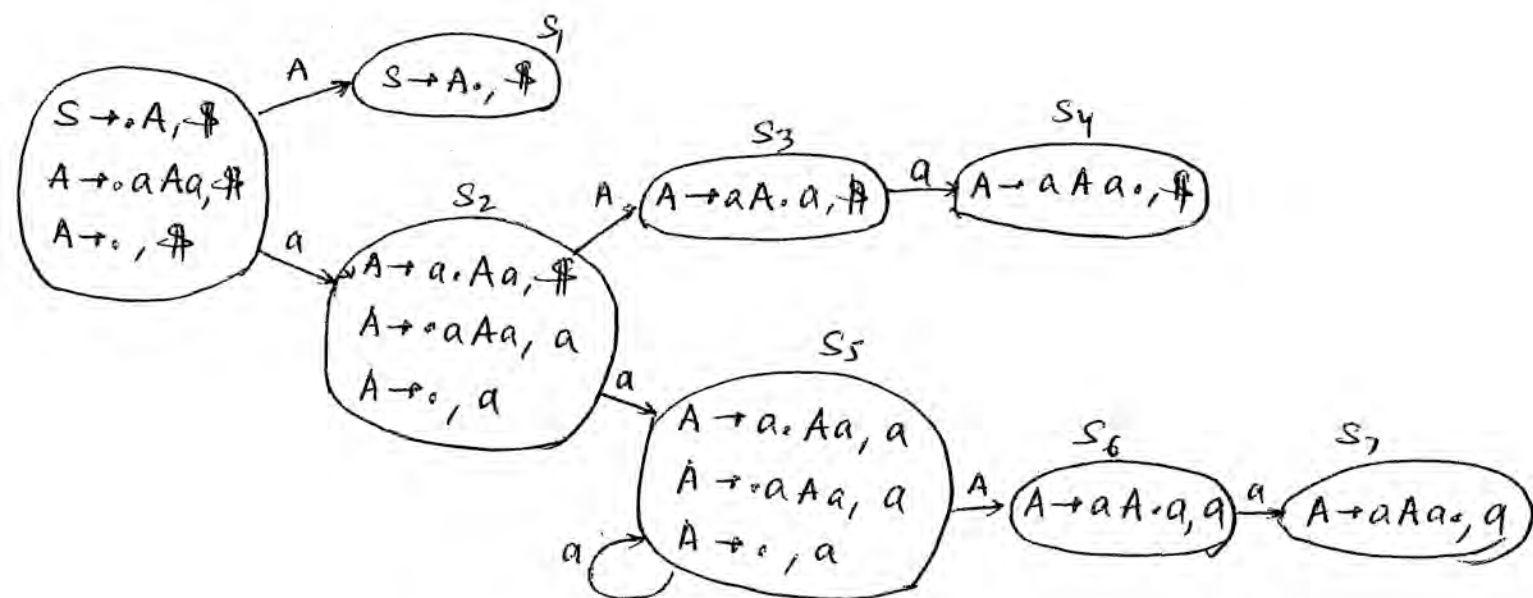 S1
A
S → A., $
S → .A, $
A → .aAa, $
A → ., $
a
S2
A → a.Aa, $
A → .aAa, a
A → ., a
A
S3
A → aA.a, $
a
S4
A → aAa., $
a
S5
A → a.Aa, a
A → .aAa, a
A → ., a
a
A
S6
A → aA.a, a
a
S7
A → aAa., a